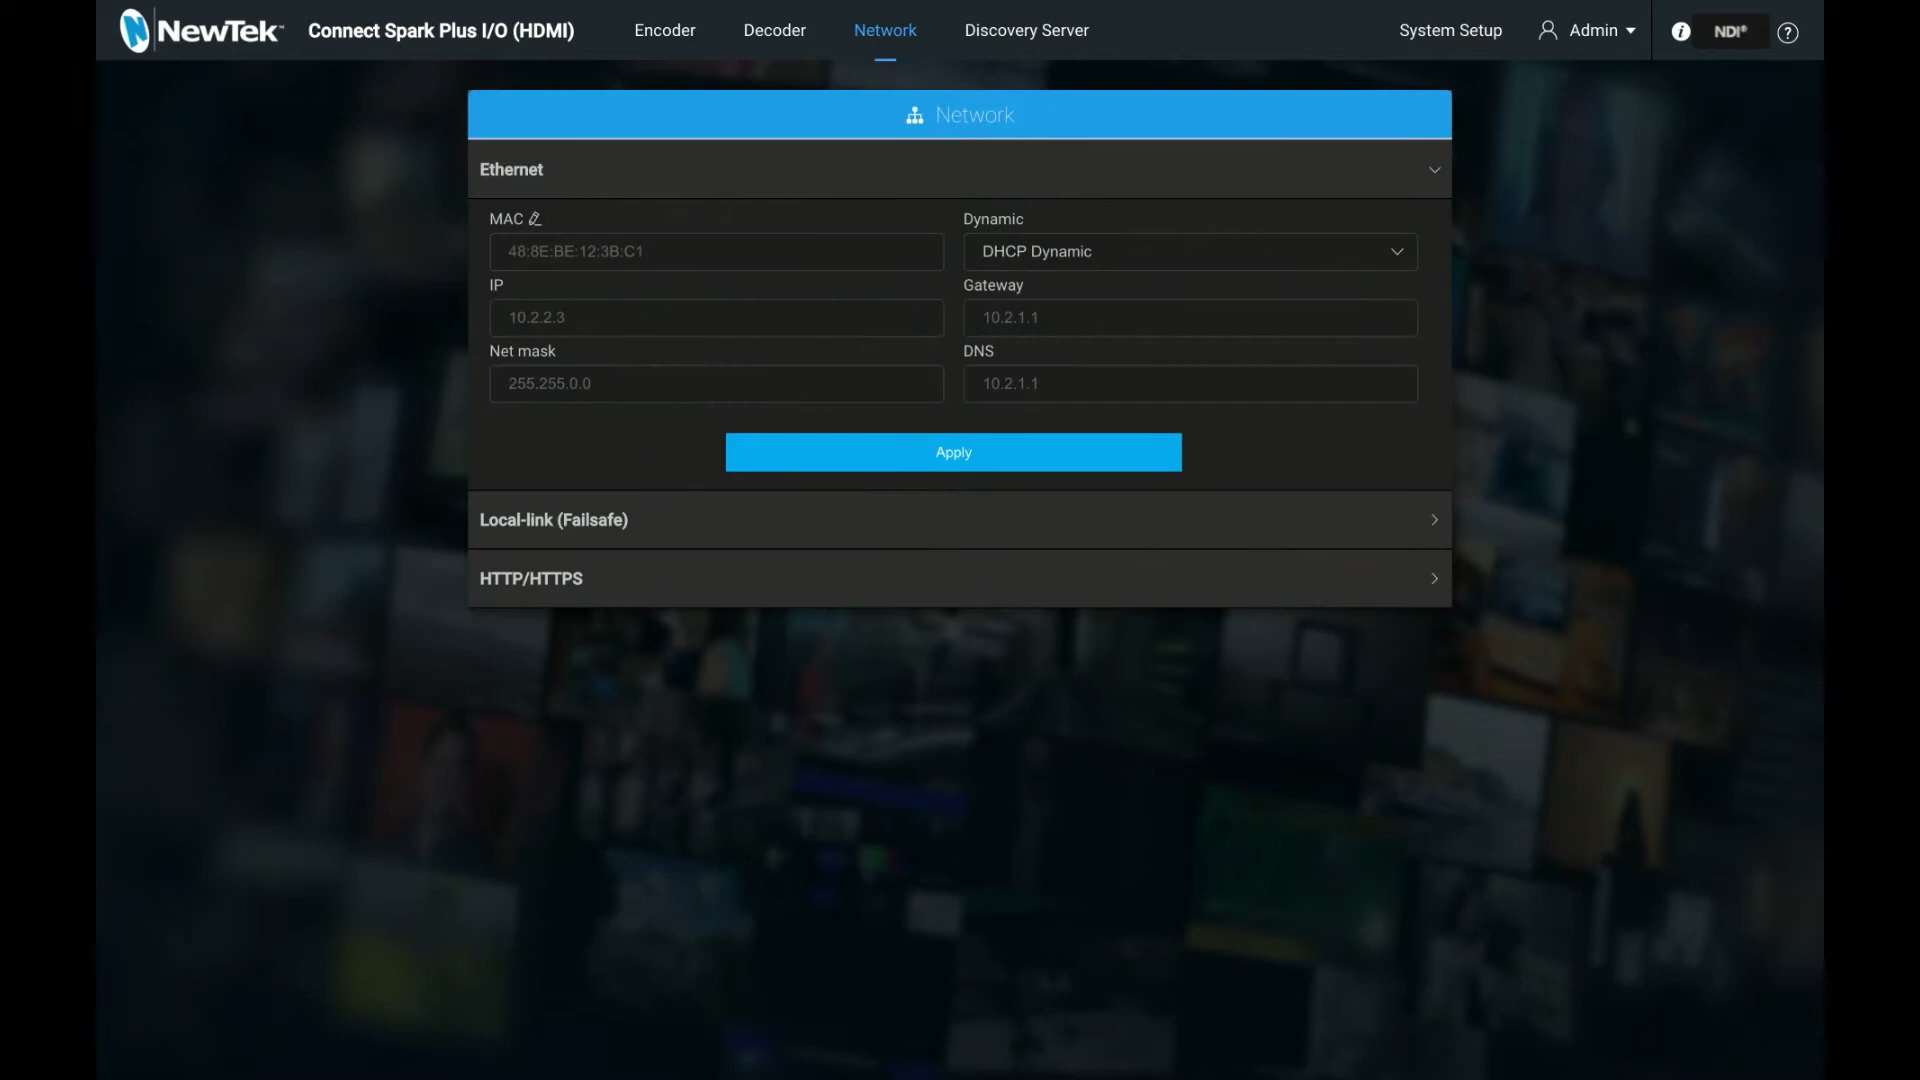 NewTek™ Connect Spark Plus I/O (HDMI) Encoder Decoder Network Discovery Server System Setup Admin i NDI® ?
Network
Ethernet
MAC Dynamic
48:8E:BE:12:3B:C1 DHCP Dynamic
IP Gateway
10.2.2.3 10.2.1.1
Net mask DNS
255.255.0.0 10.2.1.1
Apply
Local-link (Failsafe)
HTTP/HTTPS